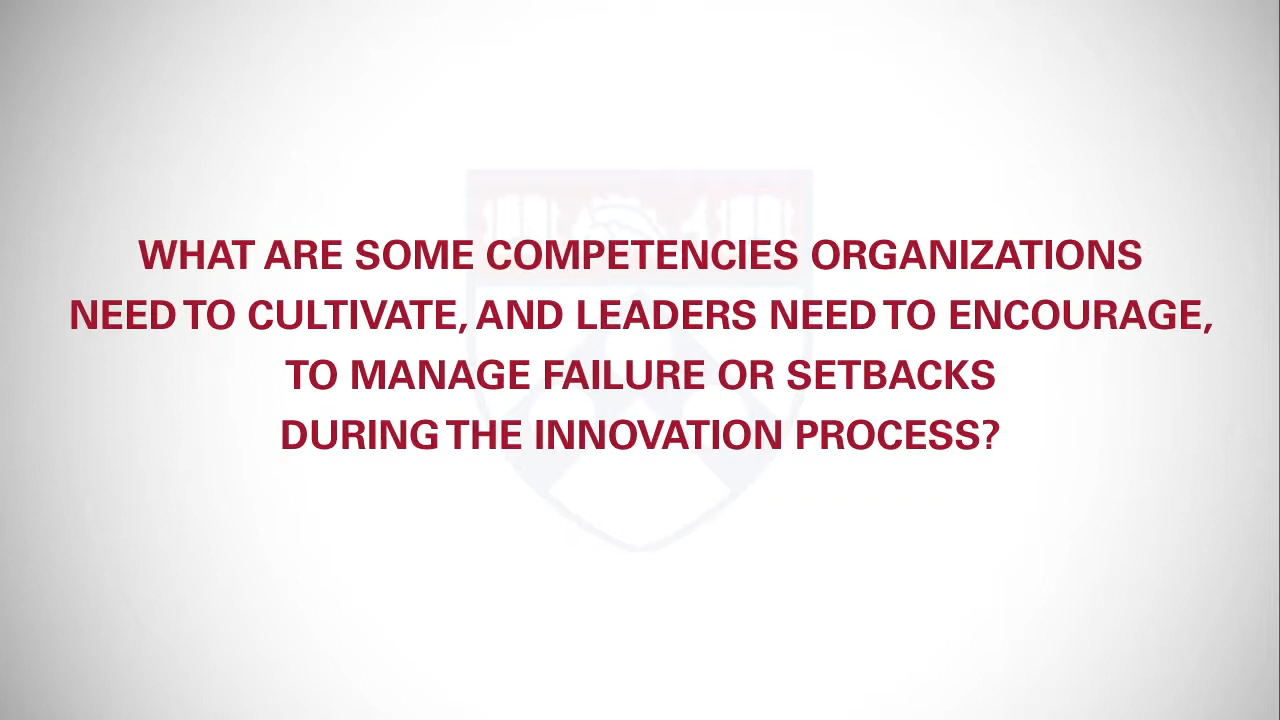 WHAT ARE SOME COMPETENCIES ORGANIZATIONS
NEED TO CULTIVATE, AND LEADERS NEED TO ENCOURAGE,
TO MANAGE FAILURE OR SETBACKS
DURING THE INNOVATION PROCESS?